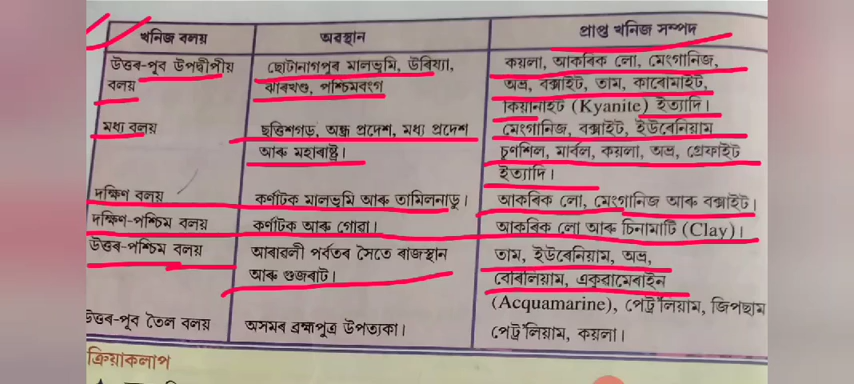 খনিজ বলয় অৱস্থান প্ৰাপ্ত খনিজ সম্পদ
উত্তৰ-পূব উপদ্বীপীয় ছোটানাগপুৰ মালভূমি, উৰিষ্যা, কয়লা, আকৰিক লো, মেংগানিজ,
বলয় ঝাৰখণ্ড, পশ্চিমবংগ অভ্ৰ, বক্সাইট, তাম, কাৰোমাইট,
কিয়ানাইট (Kyanite) ইত্যাদি।
মধ্য বলয় ছত্তিশগড়, অন্ধ্ৰ প্ৰদেশ, মধ্য প্ৰদেশ মেংগানিজ, বক্সাইট, ইউৰেনিয়াম
আৰু মহাৰাষ্ট্ৰ। চূণশিল, মাৰ্বল, কয়লা, অভ্ৰ, গ্ৰেফাইট
ইত্যাদি।
দক্ষিণ বলয় কৰ্ণাটক মালভূমি আৰু তামিলনাডু। আকৰিক লো, মেংগানিজ আৰু বক্সাইট।
দক্ষিণ-পশ্চিম বলয় কৰ্ণাটক আৰু গোৱা। আকৰিক লো আৰু চিনামাটি (Clay)।
উত্তৰ-পশ্চিম বলয় আৰাৱলী পৰ্বতৰ সৈতে ৰাজস্থান তাম, ইউৰেনিয়াম, অভ্ৰ,
আৰু গুজৰাট। বেৰিলিয়াম, একুৱামেৰাইন
(Acquamarine), পেট্ৰ'লিয়াম, জিপছাম
উত্তৰ-পূব তৈল বলয় অসমৰ ব্ৰহ্মপুত্ৰ উপত্যকা। পেট্ৰ'লিয়াম, কয়লা।
ক্ৰিয়াকলাপ